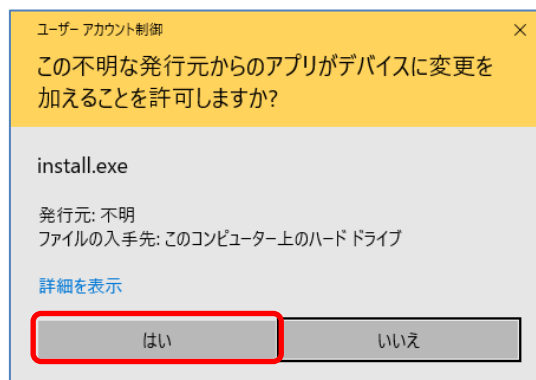 ユーザー アカウント制御
この不明な発行元からのアプリがデバイスに変更を
加えることを許可しますか?
install.exe
発行元: 不明
ファイルの入手先: このコンピューター上のハード ドライブ
詳細を表示
はい
いいえ